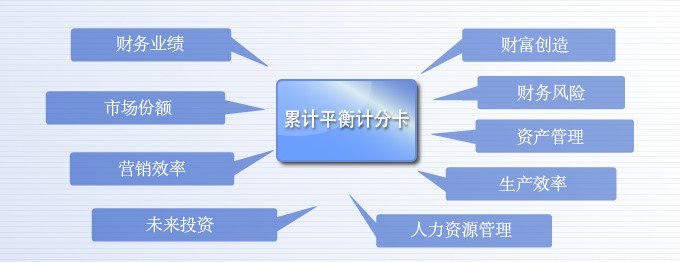 财务业绩
财富创造
市场份额
财务风险
累计平衡计分卡
资产管理
营销效率
生产效率
未来投资
人力资源管理